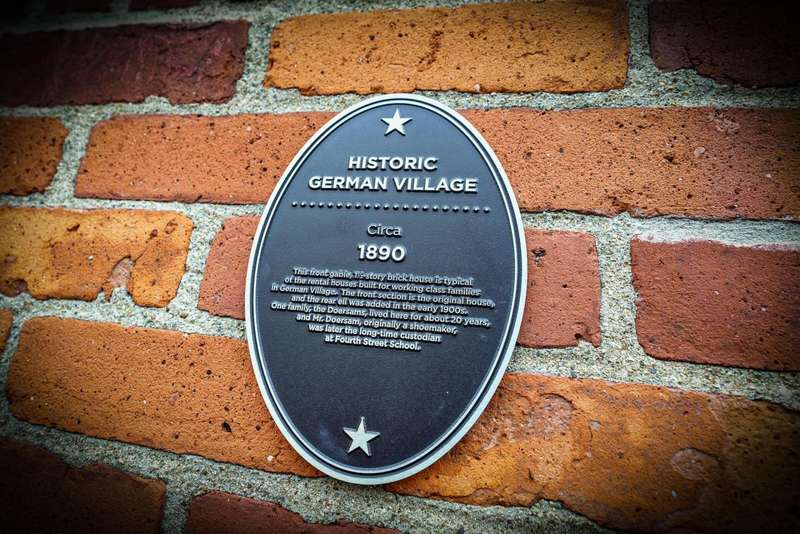 HISTORIC
GERMAN VILLAGE
Circa
1890
This front gable, 1½-story brick house is typical
of the rental houses built for working class families
in German Village. The front section is the original house,
and the rear ell was added in the early 1900s.
One family, the Doersams, lived here for about 20 years,
and Mr. Doersam, originally a shoemaker,
was later the long-time custodian
at Fourth Street School.